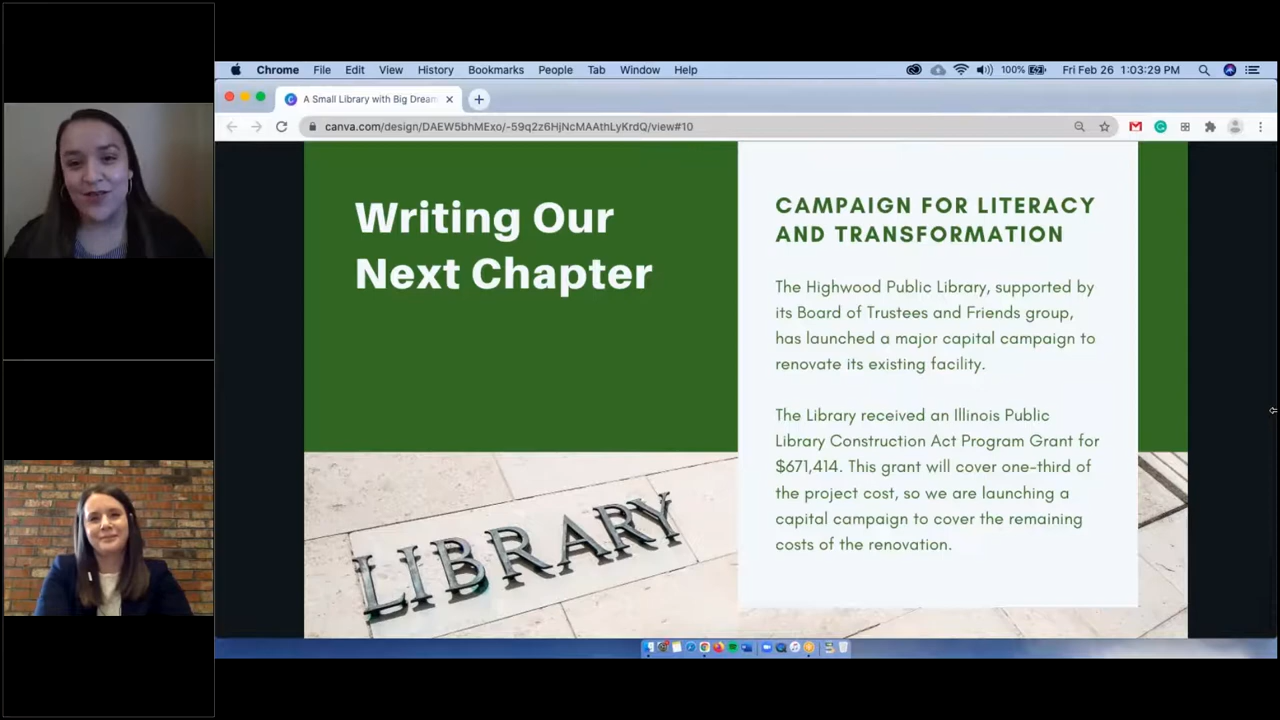 Chrome File Edit View History Bookmarks People Tab Window Help 100% Fri Feb 26 1:03:29 PM
A Small Library with Big Dream
canva.com/design/DAEW5bhMExo/-59q2z6HjNcMAAthLyKrdQ/view#10
Writing Our
Next Chapter
CAMPAIGN FOR LITERACY
AND TRANSFORMATION
The Highwood Public Library, supported by
its Board of Trustees and Friends group,
has launched a major capital campaign to
renovate its existing facility.
The Library received an Illinois Public
Library Construction Act Program Grant for
$671,414. This grant will cover one-third of
the project cost, so we are launching a
capital campaign to cover the remaining
costs of the renovation.
LIBRARY